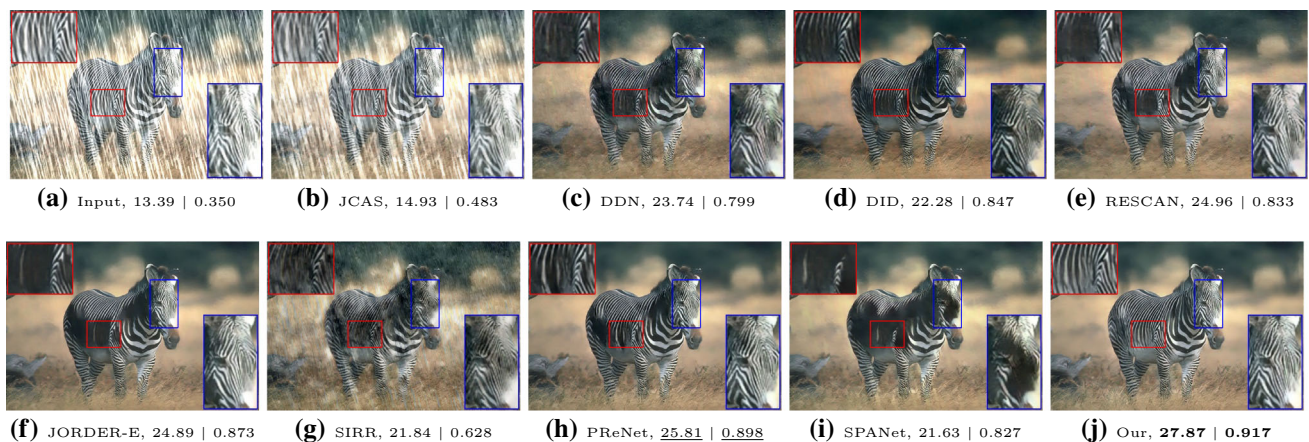 (a) Input, 13.39 | 0.350
(b) JCAS, 14.93 | 0.483
(c) DDN, 23.74 | 0.799
(d) DID, 22.28 | 0.847
(e) RESCAN, 24.96 | 0.833
(f) JORDER-E, 24.89 | 0.873
(g) SIRR, 21.84 | 0.628
(h) PReNet, 25.81 | 0.898
(i) SPANet, 21.63 | 0.827
(j) Our, 27.87 | 0.917